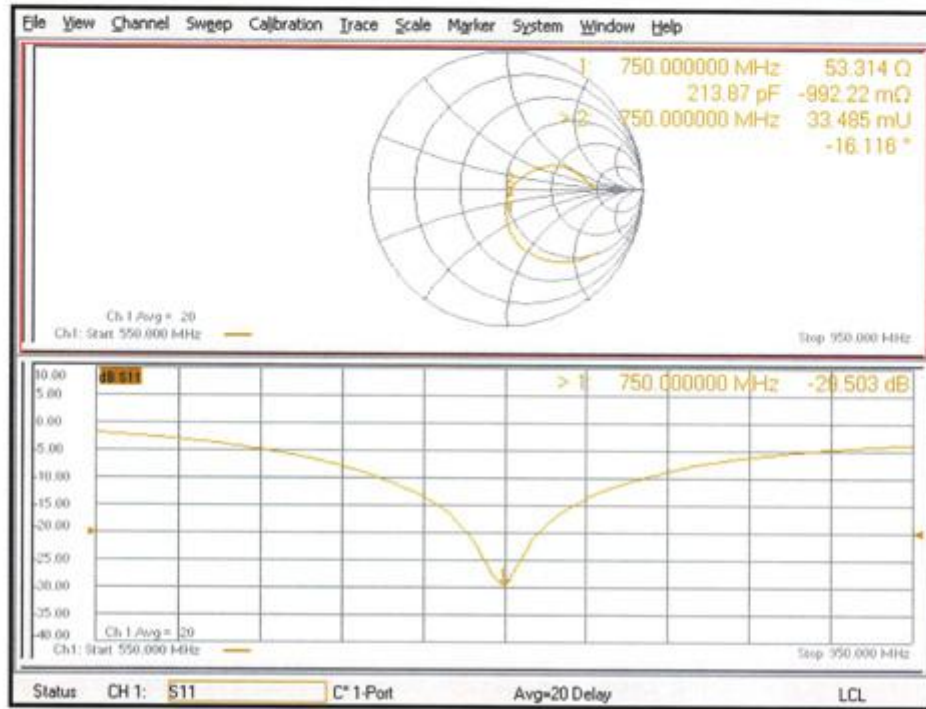 File View Channel Sweep Calibration Trace Scale Marker System Window Help
1: 750.000000 MHz 53.314 Ω
213.87 pF -992.22 mΩ
> 2: 750.000000 MHz 33.485 mU
-16.116 °
Ch 1 Avg = 20
Ch1: Start 550.000 MHz
Stop 950.000 MHz
10.00
dB S11
> 1: 750.000000 MHz -29.503 dB
5.00
0.00
-5.00
-10.00
-15.00
-20.00
-25.00
-30.00
-35.00
-40.00
Ch 1 Avg = 20
Ch1: Start 550.000 MHz
Stop 950.000 MHz
Status CH 1: S11 C* 1-Port Avg=20 Delay LCL